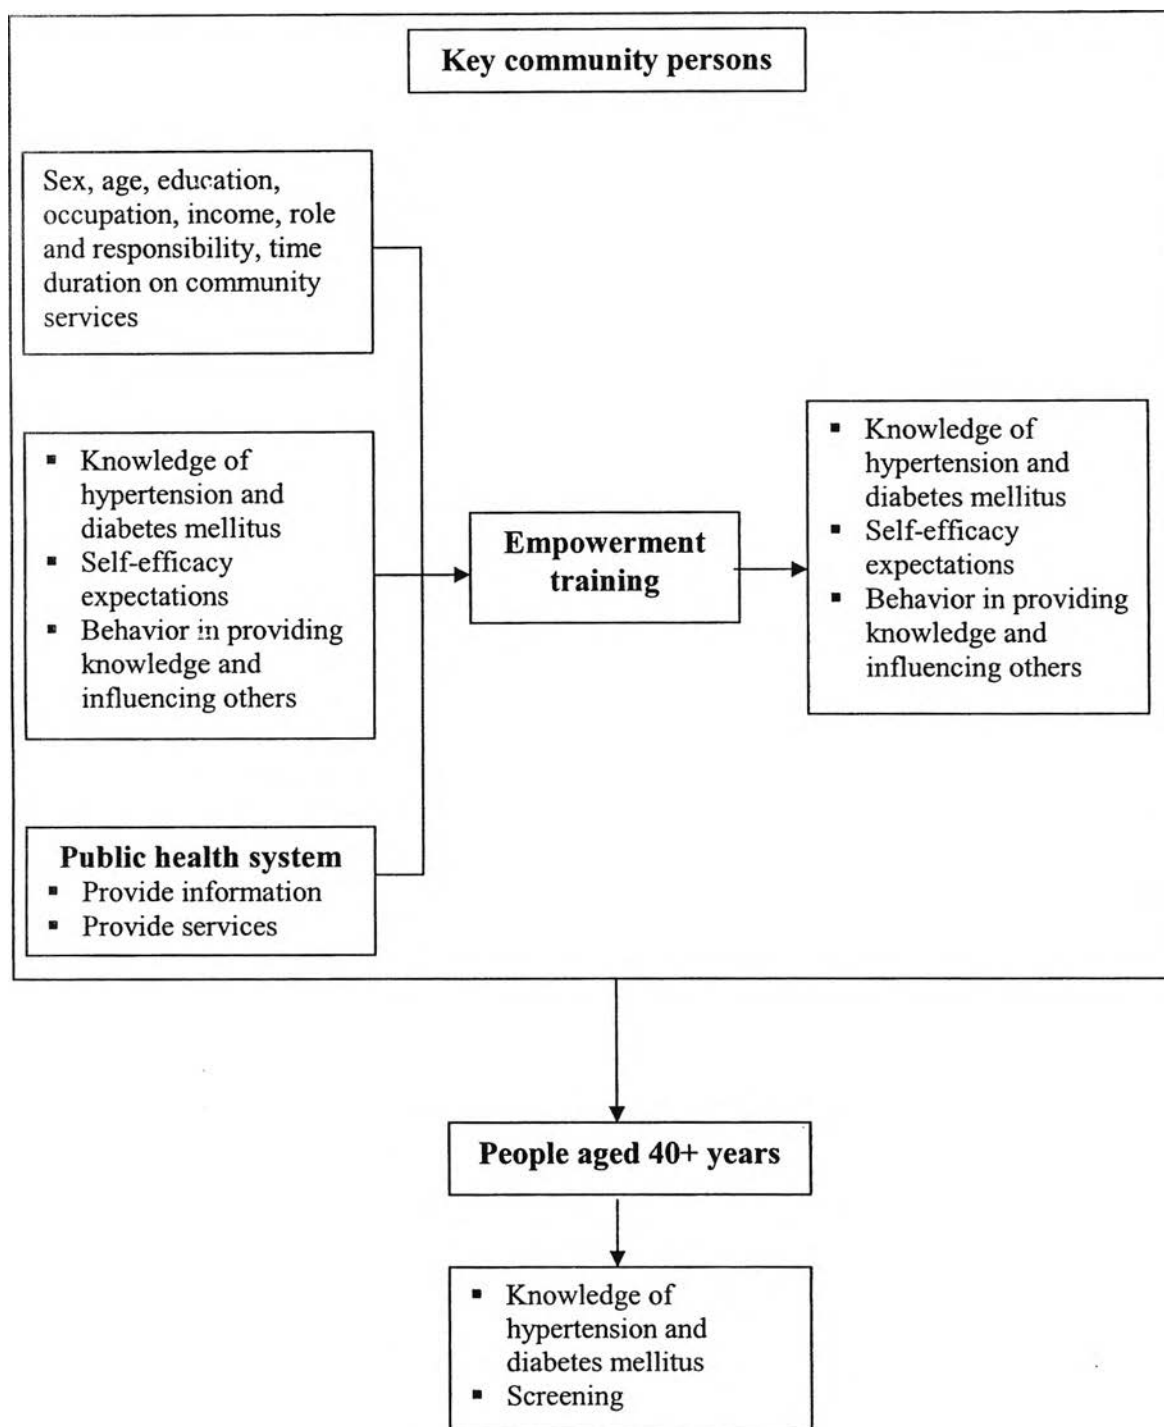 Key community persons
Sex, age, education,
occupation, income, role
and responsibility, time
duration on community
services
▪ Knowledge of
hypertension and
diabetes mellitus
▪ Self-efficacy
expectations
▪ Behavior in providing
knowledge and
influencing others
Public health system
▪ Provide information
▪ Provide services
Empowerment
training
▪ Knowledge of
hypertension and
diabetes mellitus
▪ Self-efficacy
expectations
▪ Behavior in providing
knowledge and
influencing others
People aged 40+ years
▪ Knowledge of
hypertension and
diabetes mellitus
▪ Screening